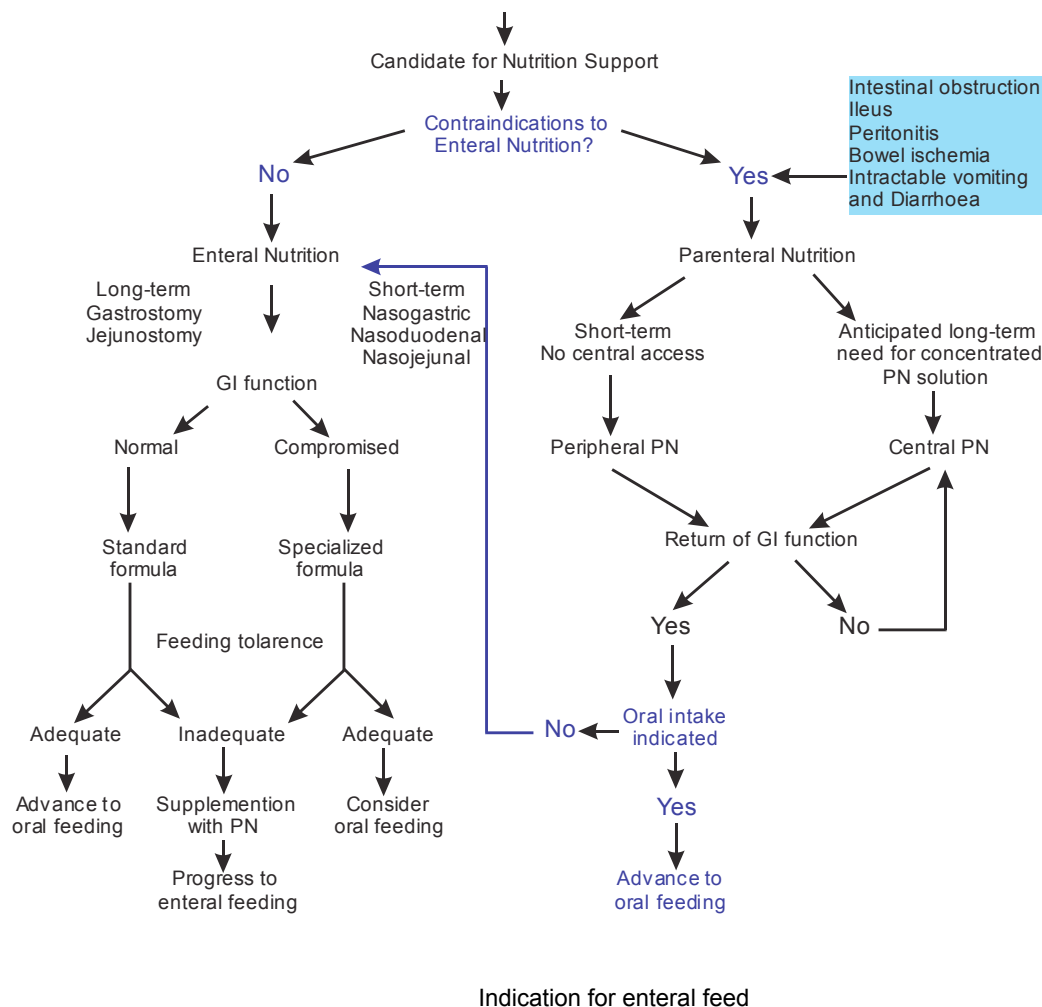 Candidate for Nutrition Support
Contraindications to
Enteral Nutrition?
Intestinal obstruction
Ileus
Peritonitis
Bowel ischemia
Intractable vomiting
and Diarrhoea
No
Yes
Enteral Nutrition
Parenteral Nutrition
Long-term
Gastrostomy
Jejunostomy
Short-term
Nasogastric
Nasoduodenal
Nasojejunal
Short-term
No central access
Anticipated long-term
need for concentrated
PN solution
GI function
Normal
Compromised
Peripheral PN
Central PN
Standard
formula
Specialized
formula
Return of GI function
Yes
No
Feeding tolarence
Adequate
Inadequate
Adequate
No
Oral intake
indicated
Advance to
oral feeding
Supplemention
with PN
Consider
oral feeding
Yes
Progress to
enteral feeding
Advance to
oral feeding
Indication for enteral feed